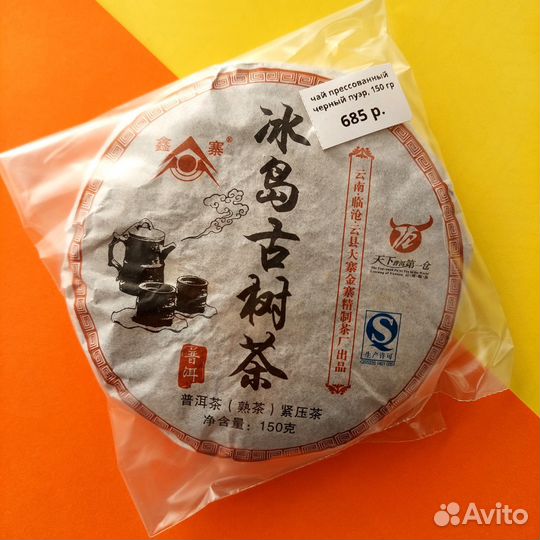 чай прессованный
черный пуэр, 150 гр
685 р.
鑫
寨
®
冰岛古树茶
云南·临沧·云县大寨金寨精制茶厂出品
天下普洱第一仓
普洱
生产许可
普洱茶（熟茶）紧压茶
净含量：150克
Avito